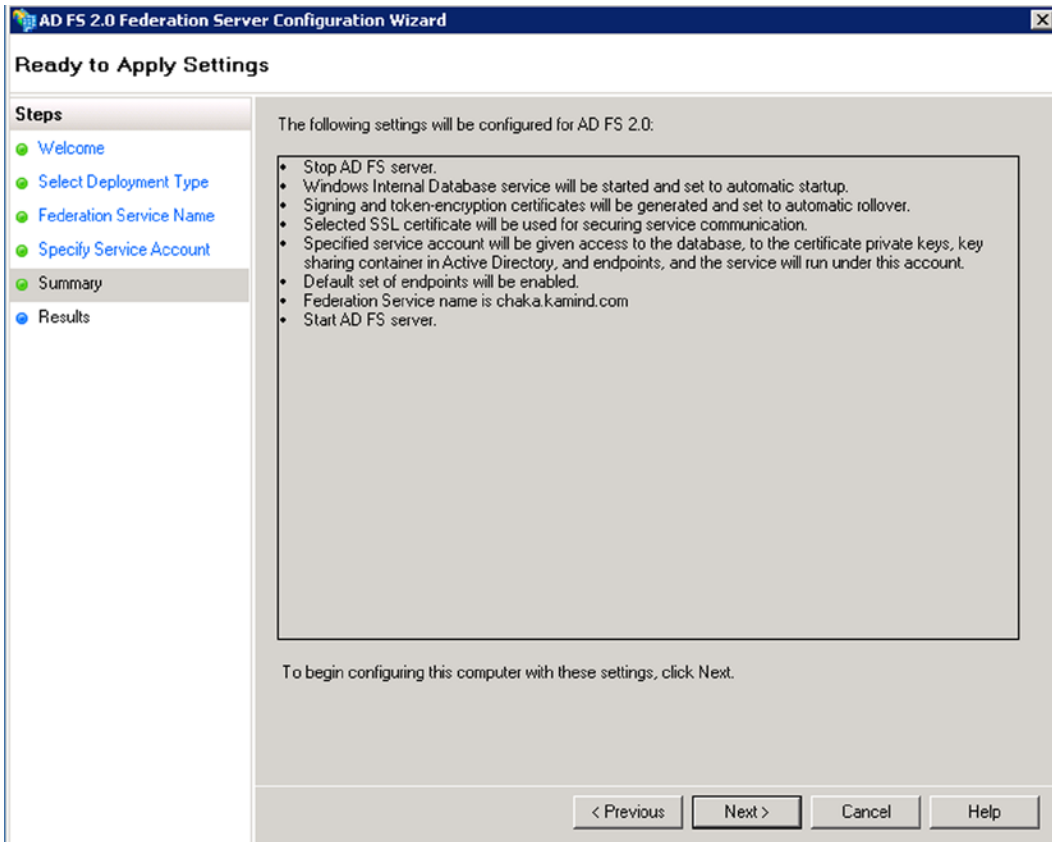 AD FS 2.0 Federation Server Configuration Wizard
Ready to Apply Settings
Steps
Welcome
Select Deployment Type
Federation Service Name
Specify Service Account
Summary
Results
The following settings will be configured for AD FS 2.0:
• Stop AD FS server.
• Windows Internal Database service will be started and set to automatic startup.
• Signing and token-encryption certificates will be generated and set to automatic rollover.
• Selected SSL certificate will be used for securing service communication.
• Specified service account will be given access to the database, to the certificate private keys, key
sharing container in Active Directory, and endpoints, and the service will run under this account.
• Default set of endpoints will be enabled.
• Federation Service name is chaka.kamind.com
• Start AD FS server.
To begin configuring this computer with these settings, click Next.
< Previous
Next >
Cancel
Help